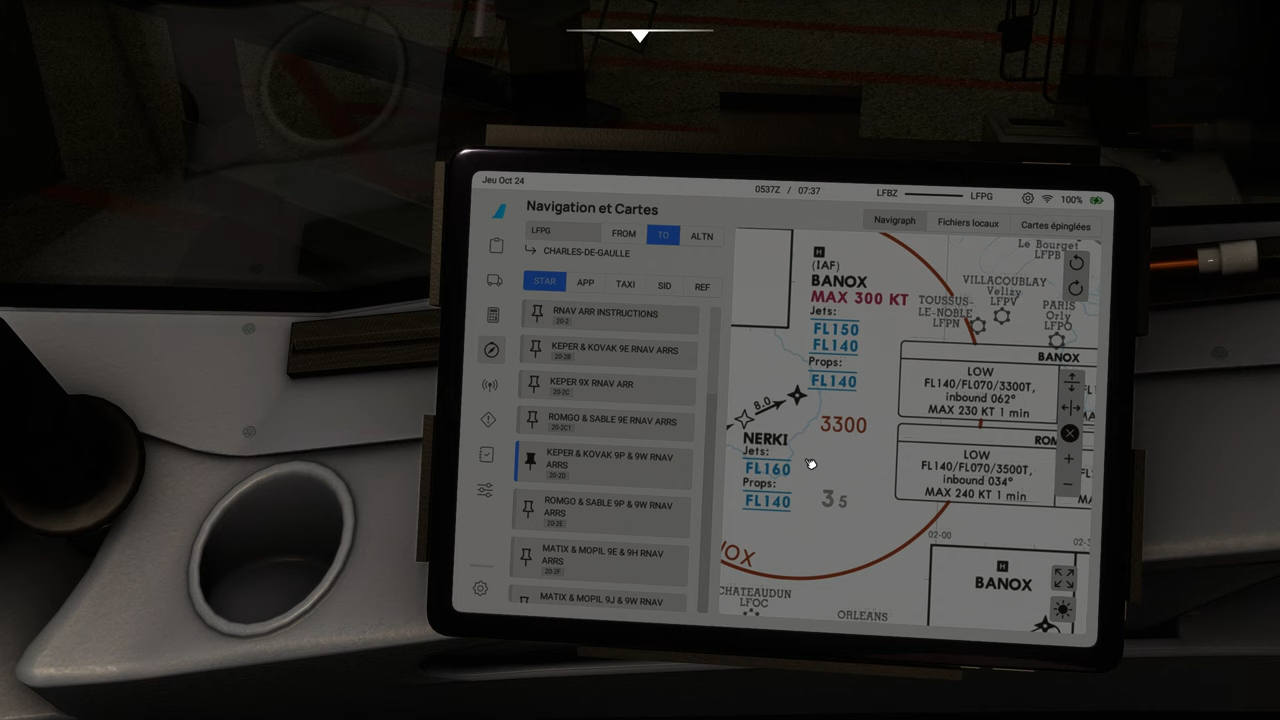 Jeu Oct 24
0537Z / 07:37
LFBZ
LFPG
100%
Navigation et Cartes
Navigraph
Fichiers locaux
Cartes épinglées
LFPG
FROM
TO
ALTN
CHARLES-DE-GAULLE
STAR
APP
TAXI
SID
REF
RNAV ARR INSTRUCTIONS
20-2
KEPER & KOVAK 9E RNAV ARRS
20-2B
KEPER 9X RNAV ARR
20-2C
ROMGO & SABLE 9E RNAV ARRS
20-2C1
KEPER & KOVAK 9P & 9W RNAV
ARRS
20-2D
ROMGO & SABLE 9P & 9W RNAV
ARRS
20-2E
MATIX & MOPIL 9E & 9H RNAV
ARRS
20-2F
MATIX & MOPIL 9J & 9W RNAV
H
(IAF)
BANOX
MAX 300 KT
Jets:
FL150
FL140
Props:
FL140
8.0
NERKI
Jets:
FL160
Props:
FL140
3300
35
Le Bourget
LFPB
VILLACOUBLAY
Velizy
LFPV
TOUSSUS-
LE-NOBLE
LFPN
PARIS
Orly
LFPO
BANOX
LOW
FL140/FL070/3300T,
inbound 062°
MAX 230 KT 1 min
ROM
LOW
FL140/FL070/3500T,
inbound 034°
MAX 240 KT 1 min
02-00
02-3
H
BANOX
CHATEAUDUN
LFOC
ORLEANS